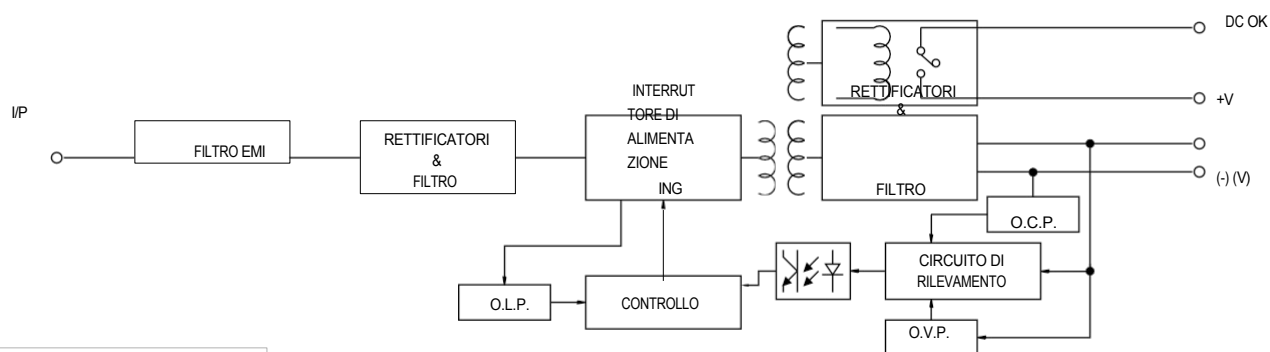 DC OK
I/P
+V
RETTIFICATORI
&
FILTRO
INTERRUT
TORE DI
ALIMENTA
ZIONE
ING
FILTRO EMI
RETTIFICATORI
&
FILTRO
(-) (V)
O.C.P.
CIRCUITO DI
RILEVAMENTO
O.L.P.
CONTROLLO
O.V.P.